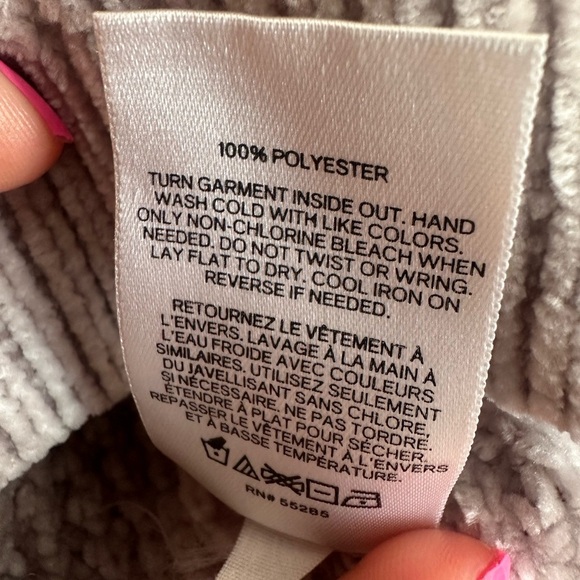 100% POLYESTER
TURN GARMENT INSIDE OUT. HAND
WASH COLD WITH LIKE COLORS.
ONLY NON-CHLORINE BLEACH WHEN
NEEDED. DO NOT TWIST OR WRING.
LAY FLAT TO DRY. COOL IRON ON
REVERSE IF NEEDED.
RETOURNEZ LE VÊTEMENT À
L'ENVERS. LAVAGE À LA MAIN À
L'EAU FROIDE AVEC COULEURS
SIMILAIRES. UTILISEZ SEULEMENT
DU JAVELLISANT SANS CHLORE,
SI NÉCESSAIRE. NE PAS TORDRE.
ÉTENDRE À PLAT POUR SÉCHER.
REPASSER LE VÊTEMENT À L'ENVERS
ET À BASSE TEMPÉRATURE.
RN# 55285